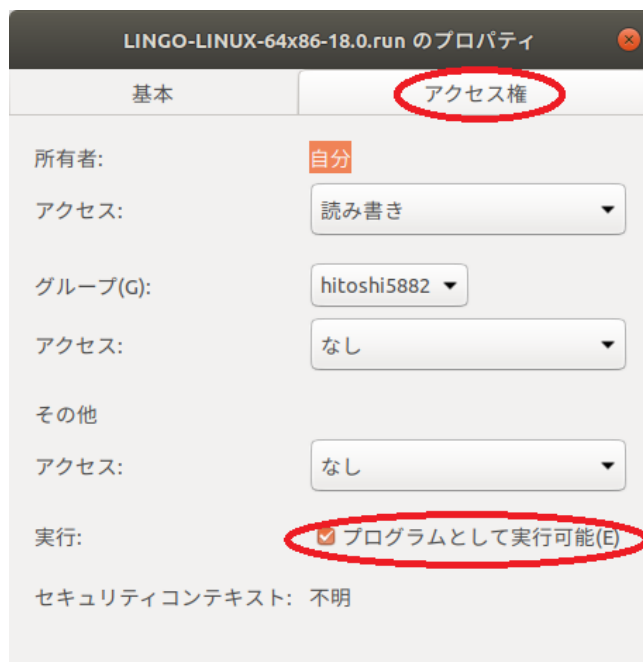 LINGO-LINUX-64x86-18.0.run のプロパティ
基本 アクセス権
所有者: 自分
アクセス: 読み書き
グループ(G): hitoshi5882
アクセス: なし
その他
アクセス: なし
実行: プログラムとして実行可能(E)
セキュリティコンテキスト: 不明